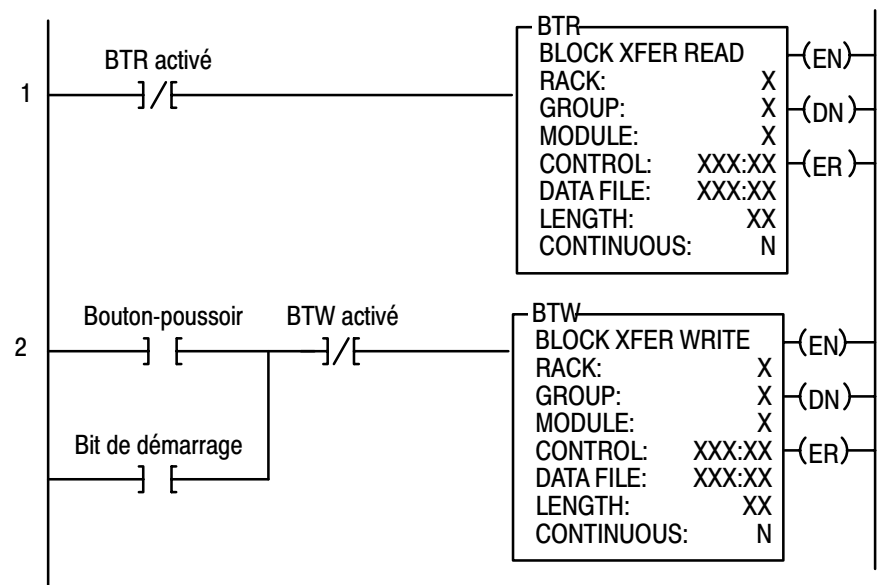 BTR activé
1
BTR
BLOCK XFER READ
RACK: X
GROUP: X
MODULE: X
CONTROL: XXX:XX
DATA FILE: XXX:XX
LENGTH: XX
CONTINUOUS: N
(EN)
(DN)
(ER)
Bouton-poussoir
BTW activé
2
Bit de démarrage
BTW
BLOCK XFER WRITE
RACK: X
GROUP: X
MODULE: X
CONTROL: XXX:XX
DATA FILE: XXX:XX
LENGTH: XX
CONTINUOUS: N
(EN)
(DN)
(ER)